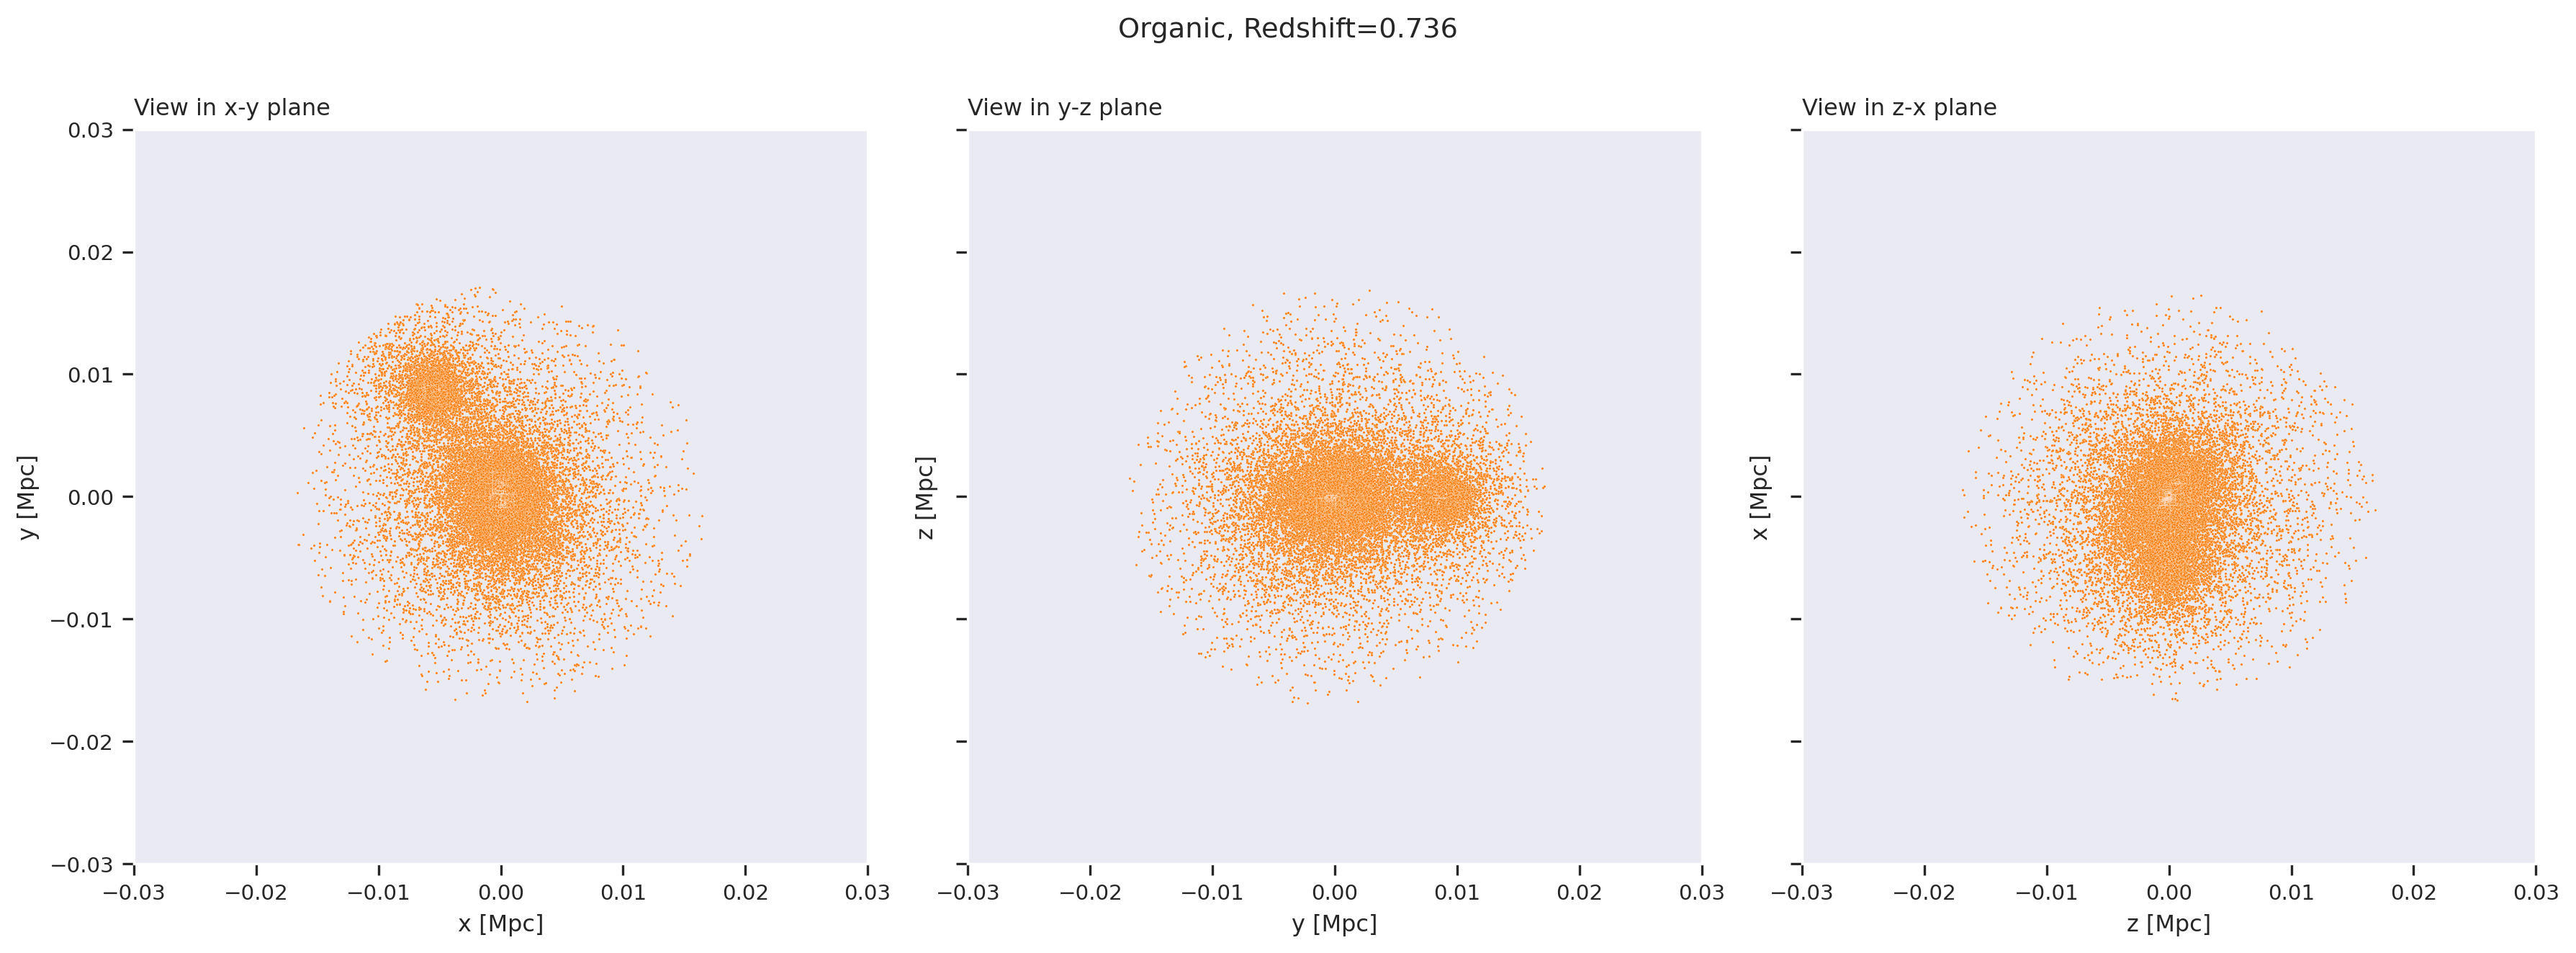 Organic, Redshift=0.736
View in x-y plane
0.03
0.02
0.01
0.00
−0.01
−0.02
−0.03
y [Mpc]
−0.03 −0.02 −0.01 0.00 0.01 0.02 0.03
x [Mpc]
View in y-z plane
z [Mpc]
−0.03 −0.02 −0.01 0.00 0.01 0.02 0.03
y [Mpc]
View in z-x plane
x [Mpc]
−0.03 −0.02 −0.01 0.00 0.01 0.02 0.03
z [Mpc]